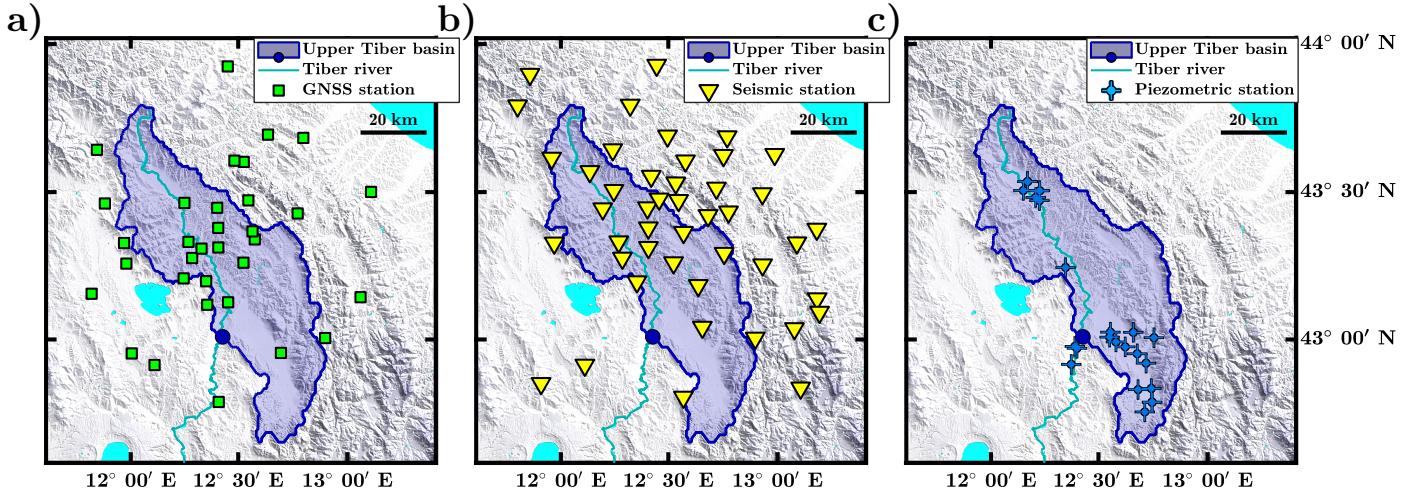 a)
Upper Tiber basin
Tiber river
GNSS station
20 km
12° 00′ E 12° 30′ E 13° 00′ E
b)
Upper Tiber basin
Tiber river
Seismic station
20 km
12° 00′ E 12° 30′ E 13° 00′ E
c)
Upper Tiber basin
Tiber river
Piezometric station
20 km
44° 00′ N
43° 30′ N
43° 00′ N
12° 00′ E 12° 30′ E 13° 00′ E